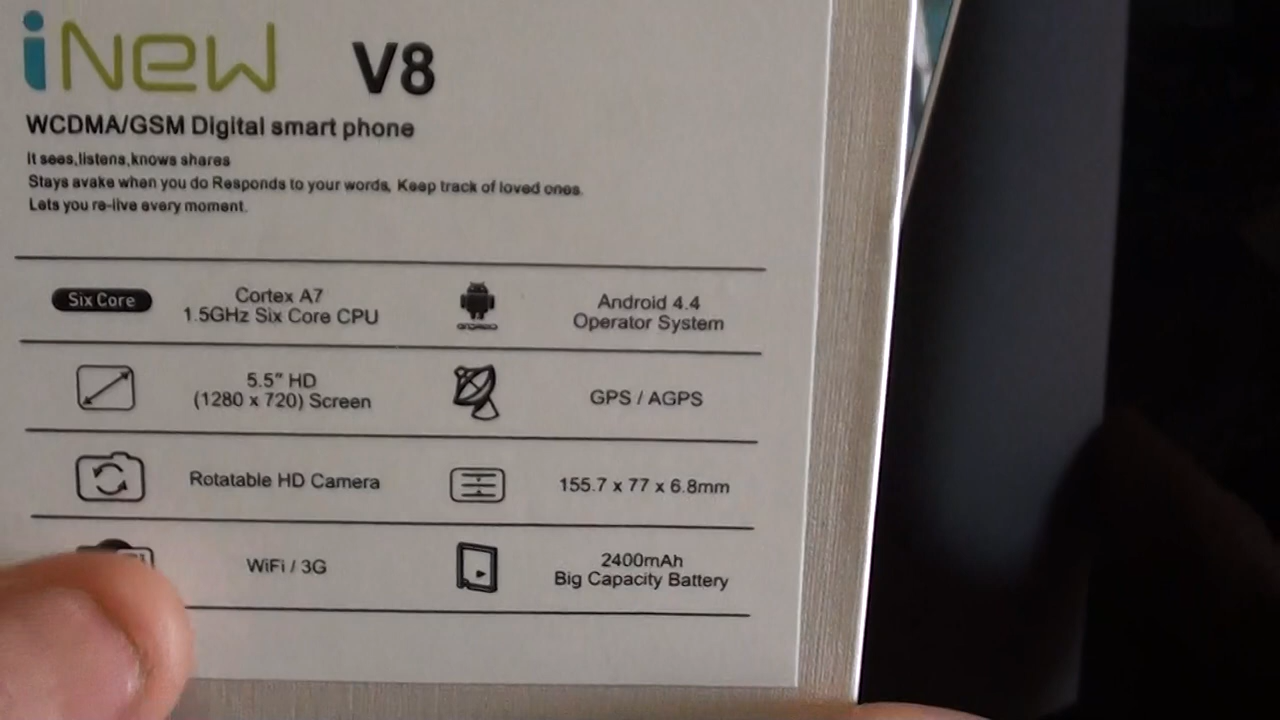 iNew V8
WCDMA/GSM Digital smart phone
It sees,listens,knows shares
Stays avake when you do Responds to your words, Keep track of loved ones.
Lets you re-live every moment.
Six Core
Cortex A7
1.5GHz Six Core CPU
ANDROID
Android 4.4
Operator System
5.5" HD
(1280 x 720) Screen
GPS / AGPS
Rotatable HD Camera
155.7 x 77 x 6.8mm
WiFi / 3G
2400mAh
Big Capacity Battery